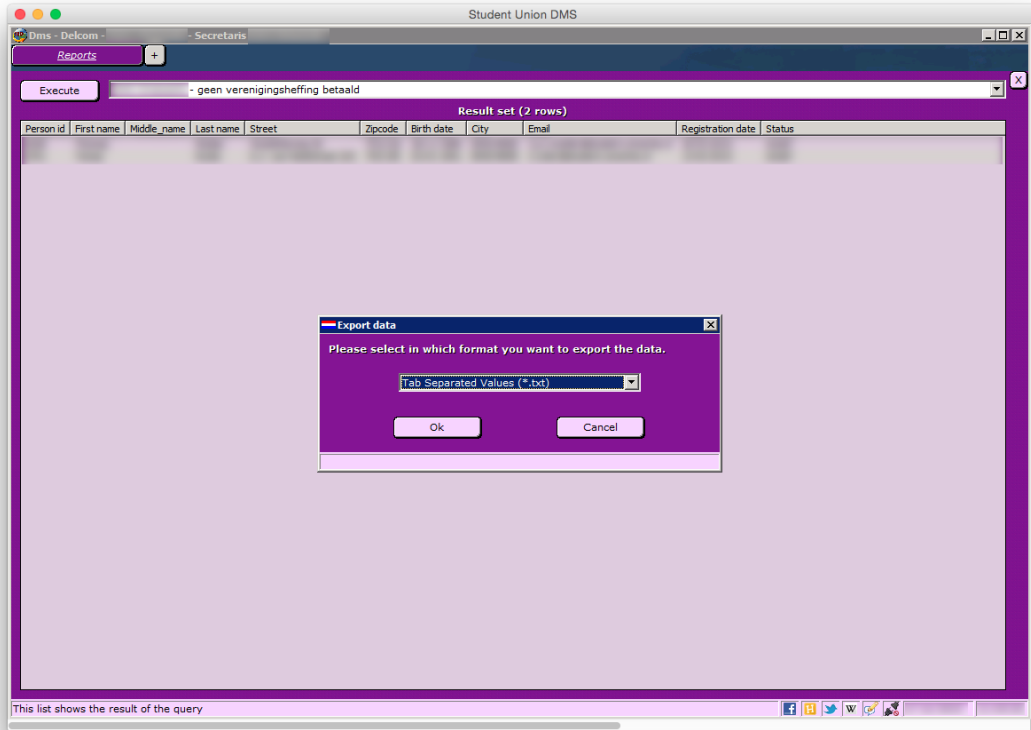 Student Union DMS
Dms - Delcom - - Secretaris
Reports +
X
Execute - geen verenigingsheffing betaald
Result set (2 rows)
Person id First name Middle_name Last name Street Zipcode Birth date City Email Registration date Status
Export data
Please select in which format you want to export the data.
Tab Separated Values (*.txt)
Ok Cancel
This list shows the result of the query
f H W